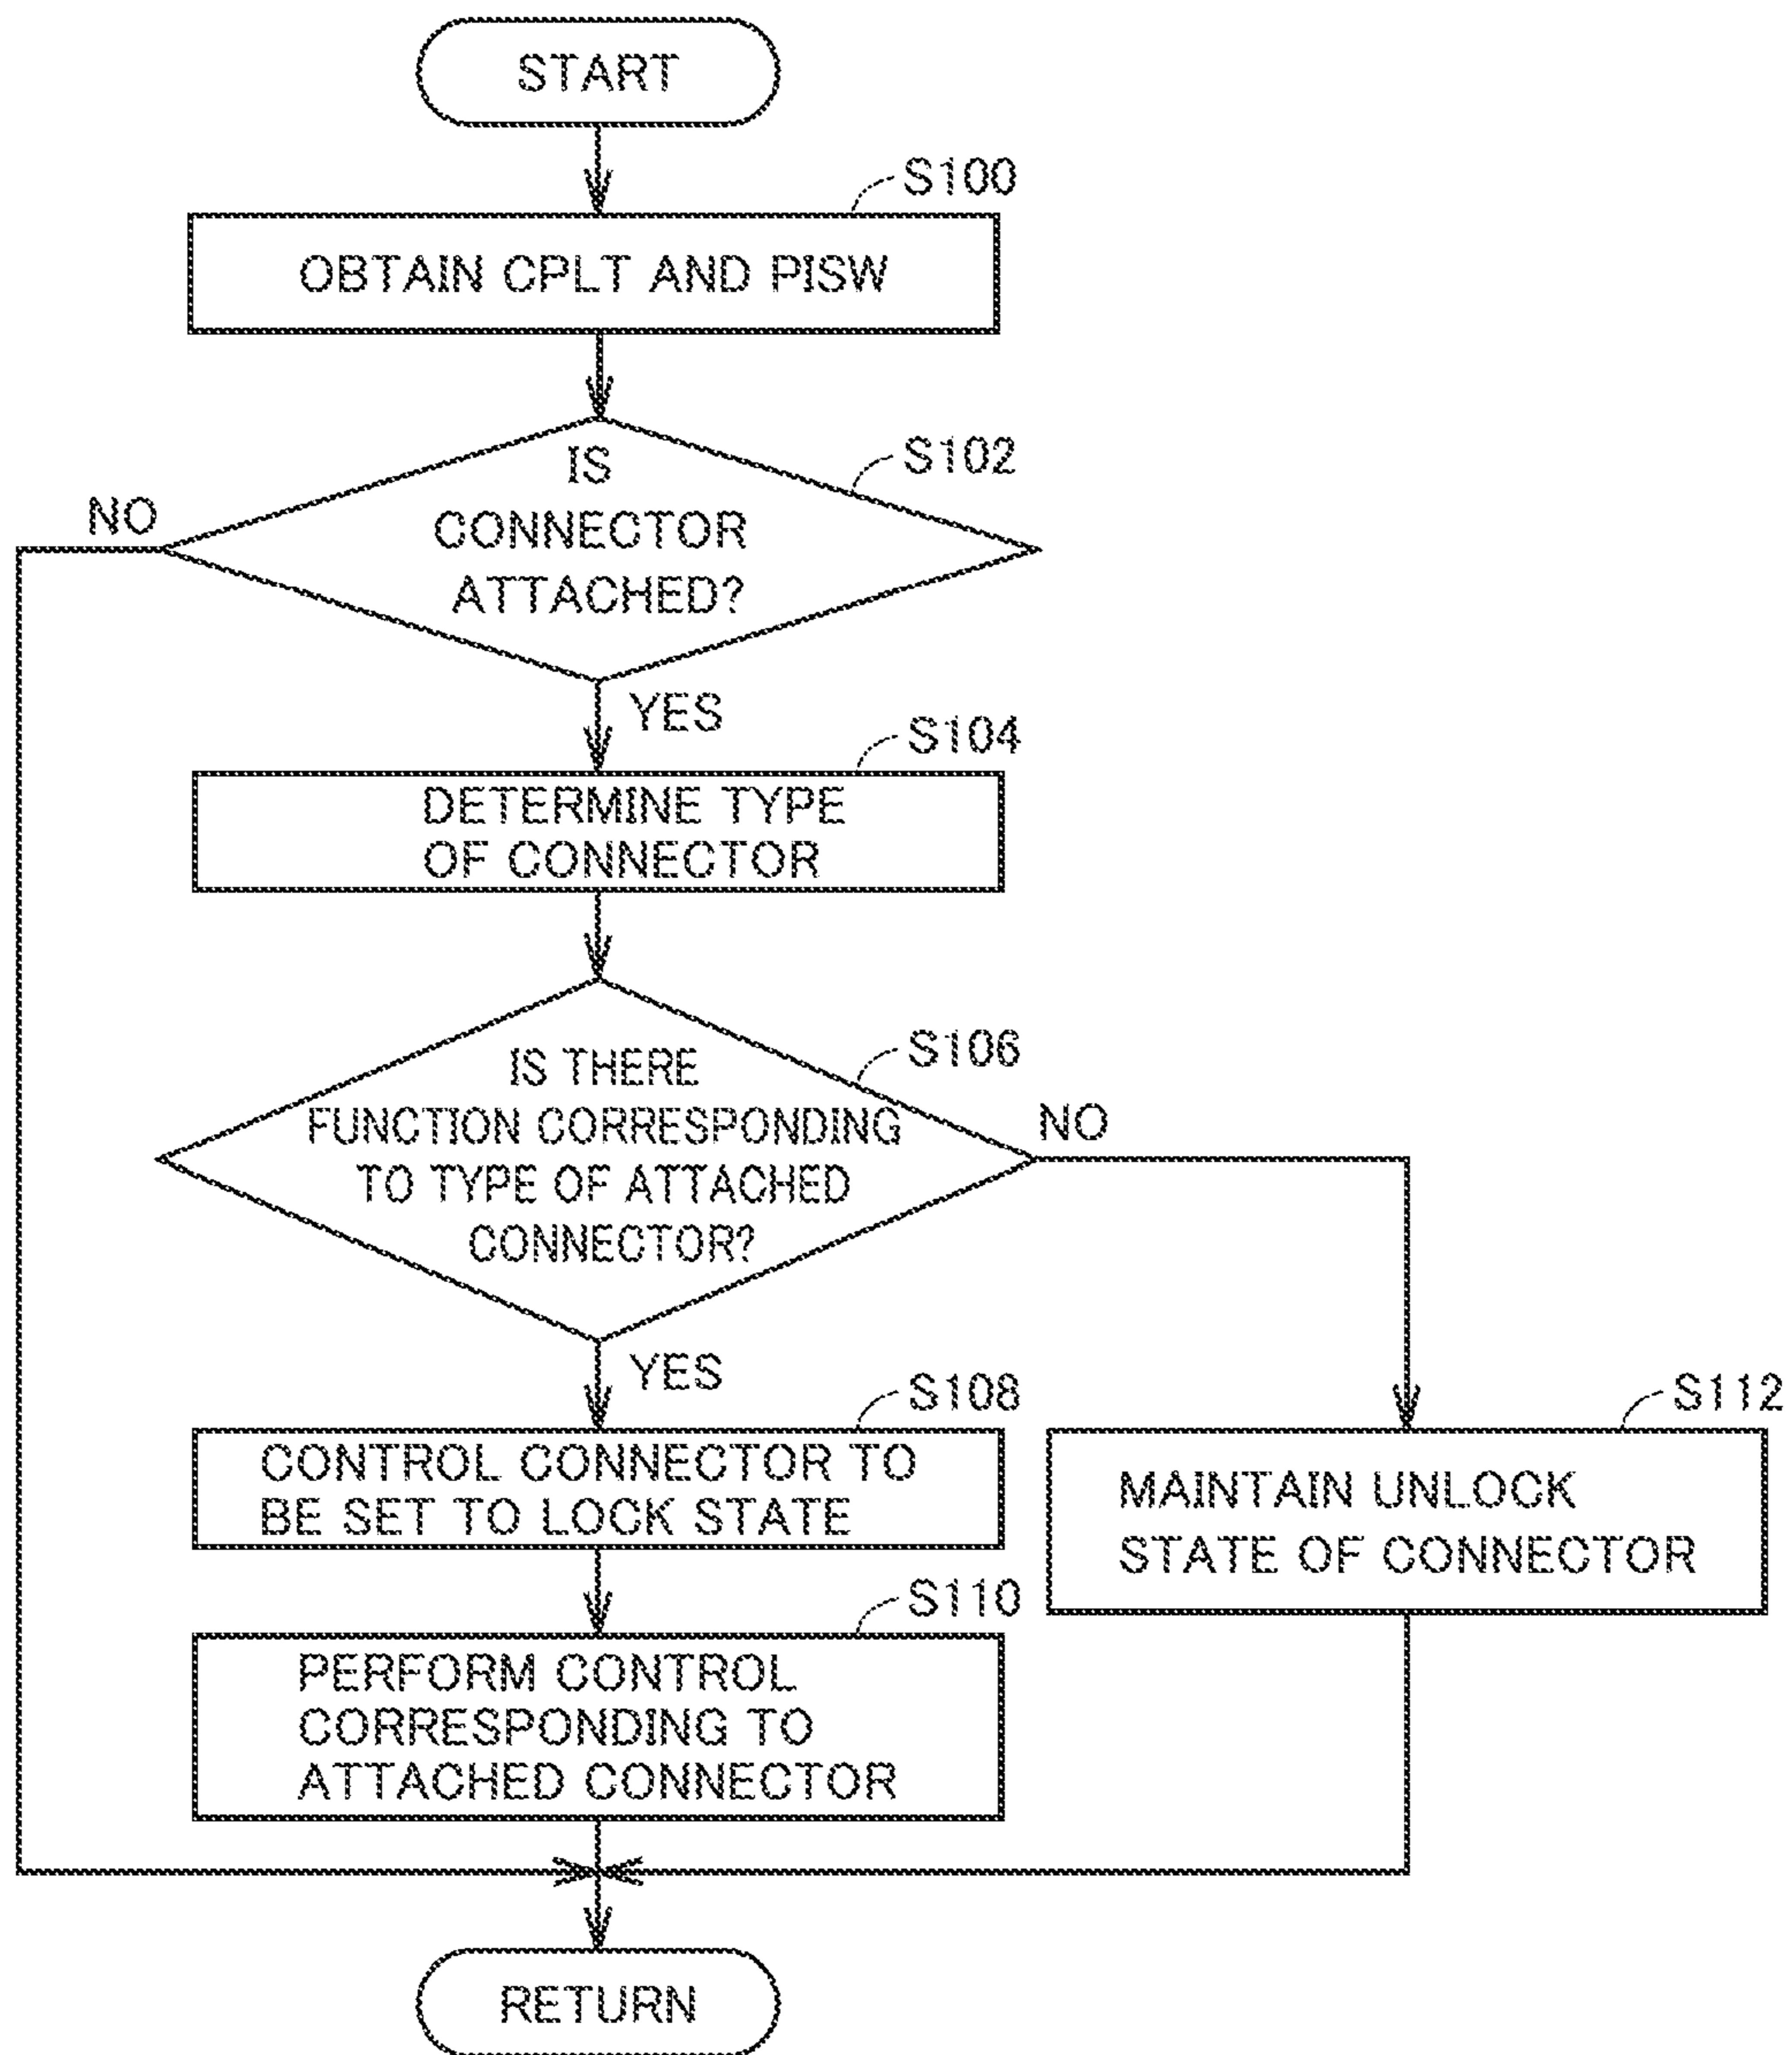 START
S100
OBTAIN CPLT AND PISW
S102
IS
CONNECTOR
ATTACHED?
NO
YES
S104
DETERMINE TYPE
OF CONNECTOR
S106
IS THERE
FUNCTION CORRESPONDING
TO TYPE OF ATTACHED
CONNECTOR?
NO
YES
S108
CONTROL CONNECTOR TO
BE SET TO LOCK STATE
S112
MAINTAIN UNLOCK
STATE OF CONNECTOR
S110
PERFORM CONTROL
CORRESPONDING TO
ATTACHED CONNECTOR
RETURN